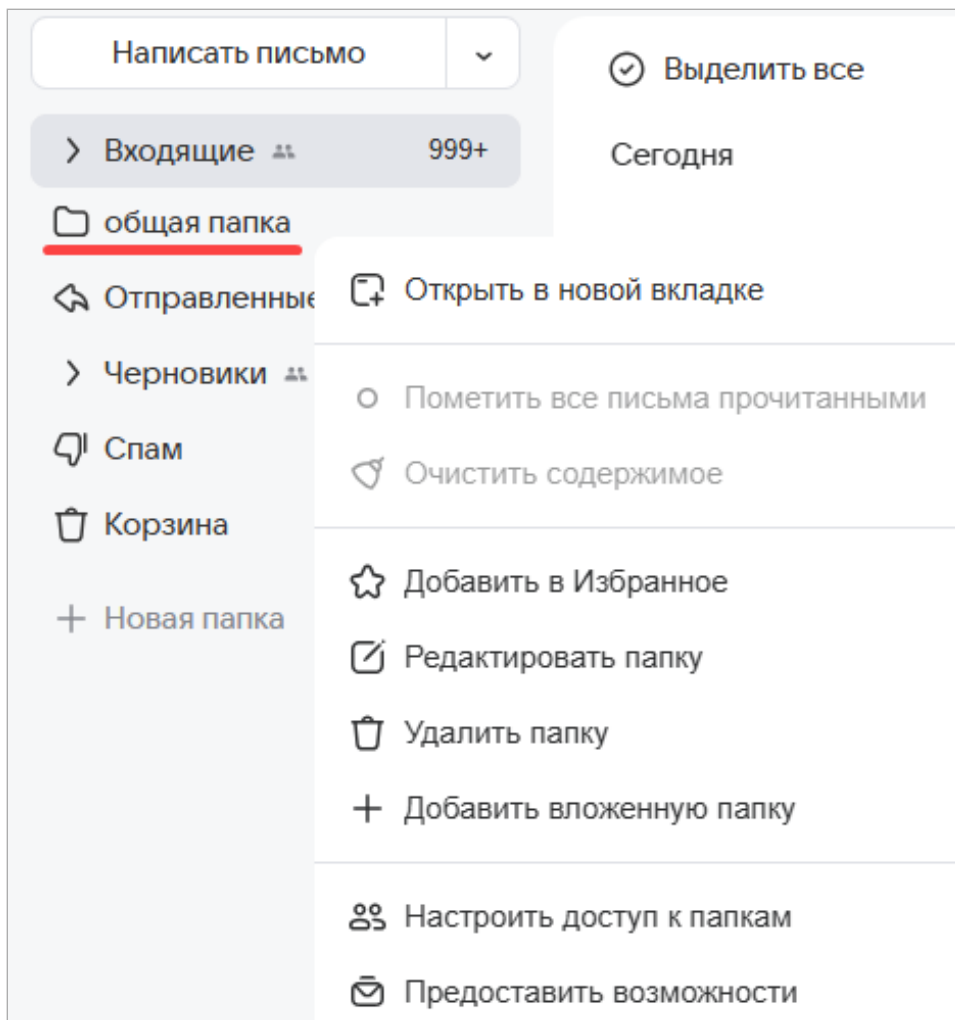 Написать письмо
Выделить все
Входящие 999+
Сегодня
общая папка
Отправленные
Черновики
Спам
Корзина
Новая папка
Открыть в новой вкладке
Пометить все письма прочитанными
Очистить содержимое
Добавить в Избранное
Редактировать папку
Удалить папку
Добавить вложенную папку
Настроить доступ к папкам
Предоставить возможности